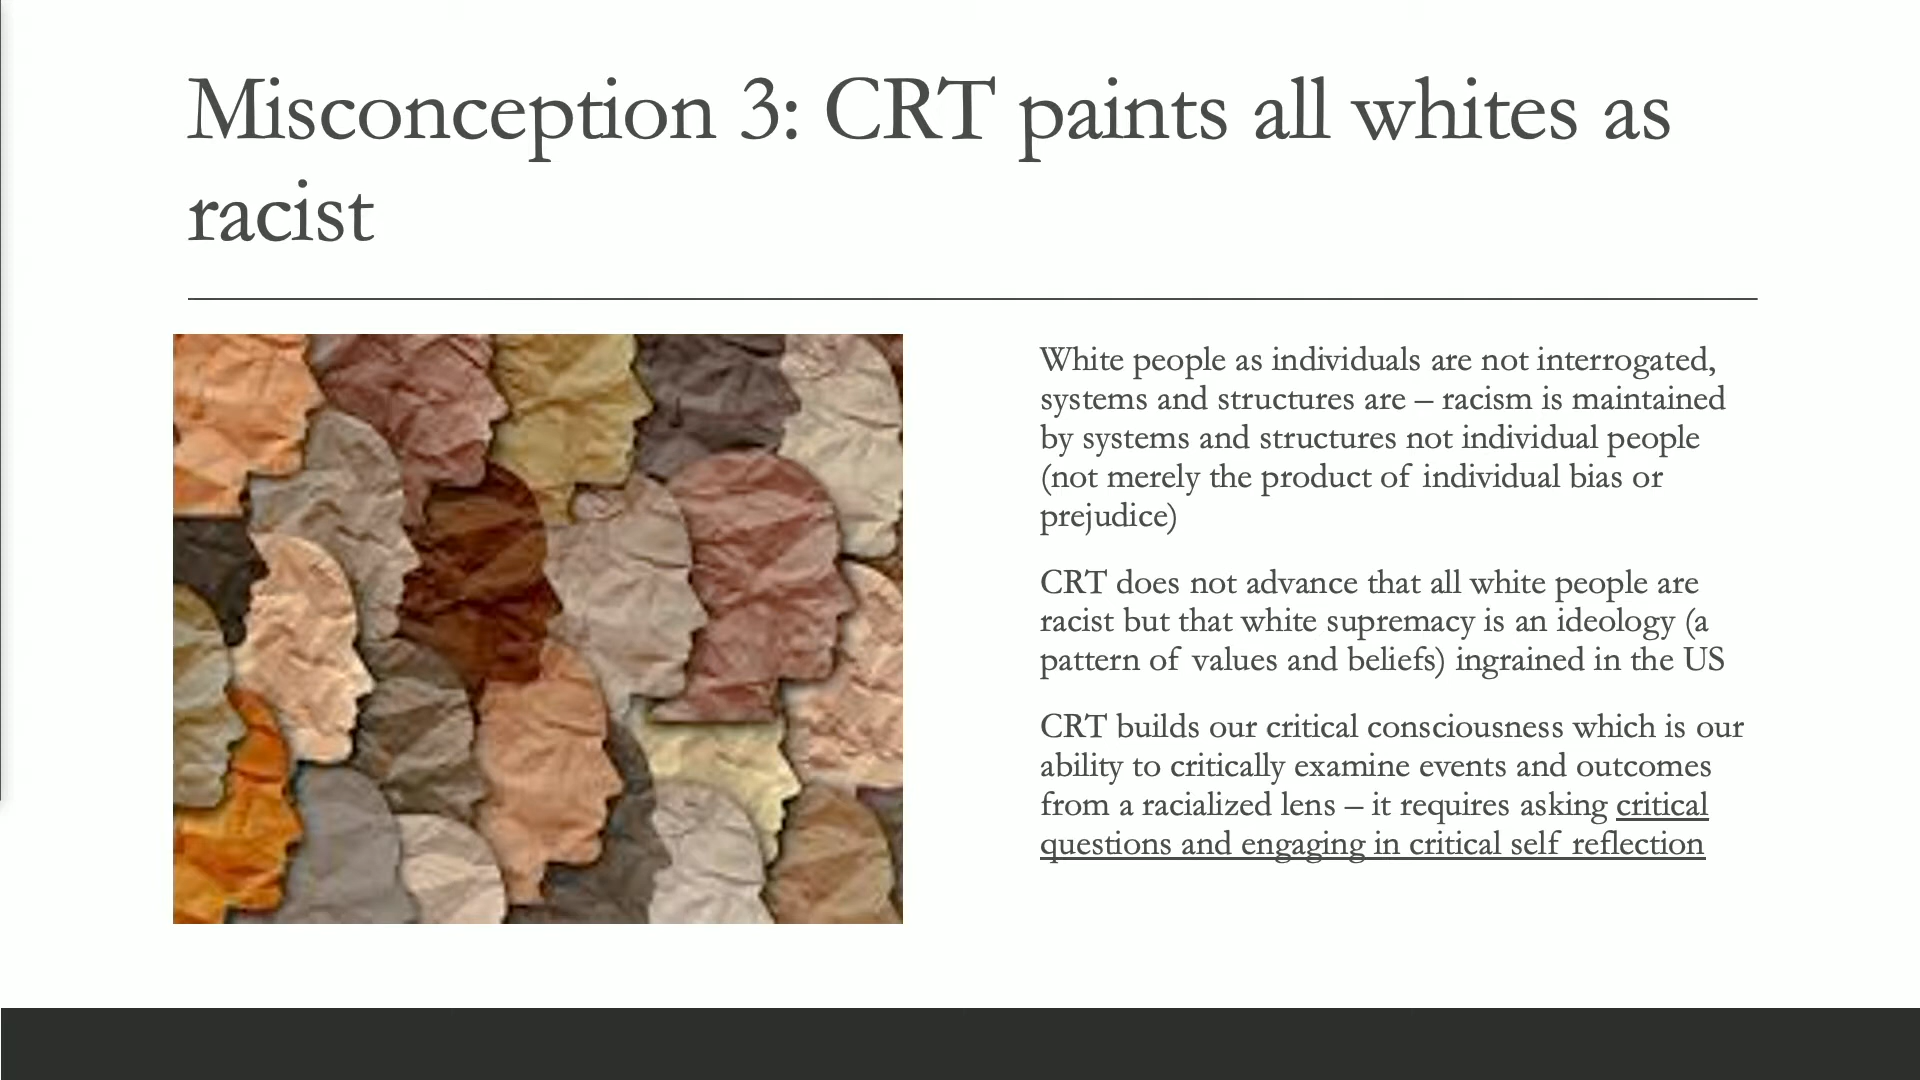 Misconception 3: CRT paints all whites as
racist
White people as individuals are not interrogated,
systems and structures are – racism is maintained
by systems and structures not individual people
(not merely the product of individual bias or
prejudice)
CRT does not advance that all white people are
racist but that white supremacy is an ideology (a
pattern of values and beliefs) ingrained in the US
CRT builds our critical consciousness which is our
ability to critically examine events and outcomes
from a racialized lens – it requires asking critical
questions and engaging in critical self reflection